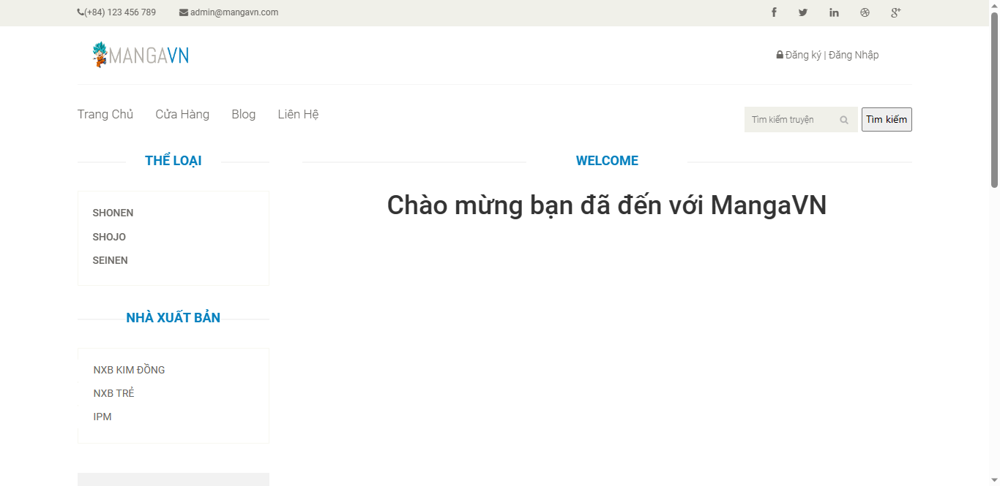 (+84) 123 456 789 admin@mangavn.com
MANGAVN
Đăng ký | Đăng Nhập
Trang Chủ Cửa Hàng Blog Liên Hệ
Tìm kiếm truyện Tìm kiếm
THỂ LOẠI
SHONEN
SHOJO
SEINEN
NHÀ XUẤT BẢN
NXB KIM ĐỒNG
NXB TRẺ
IPM
WELCOME
Chào mừng bạn đã đến với MangaVN